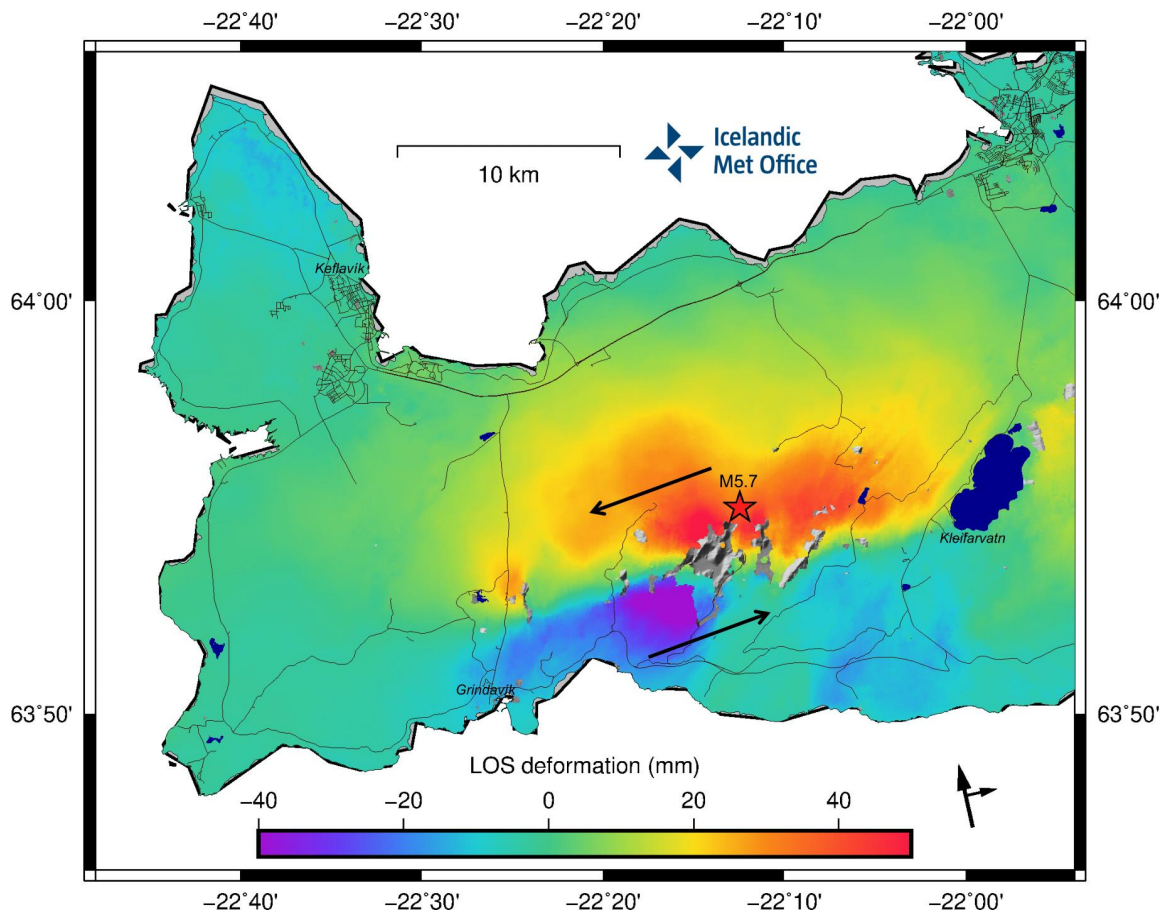 −22˚40' −22˚30' −22˚20' −22˚10' −22˚00'
Icelandic
Met Office
10 km
Keflavik
64˚00' 64˚00'
M5.7
Kleifarvatn
Grindavik
63˚50' 63˚50'
LOS deformation (mm)
−40 −20 0 20 40
−22˚40' −22˚30' −22˚20' −22˚10' −22˚00'